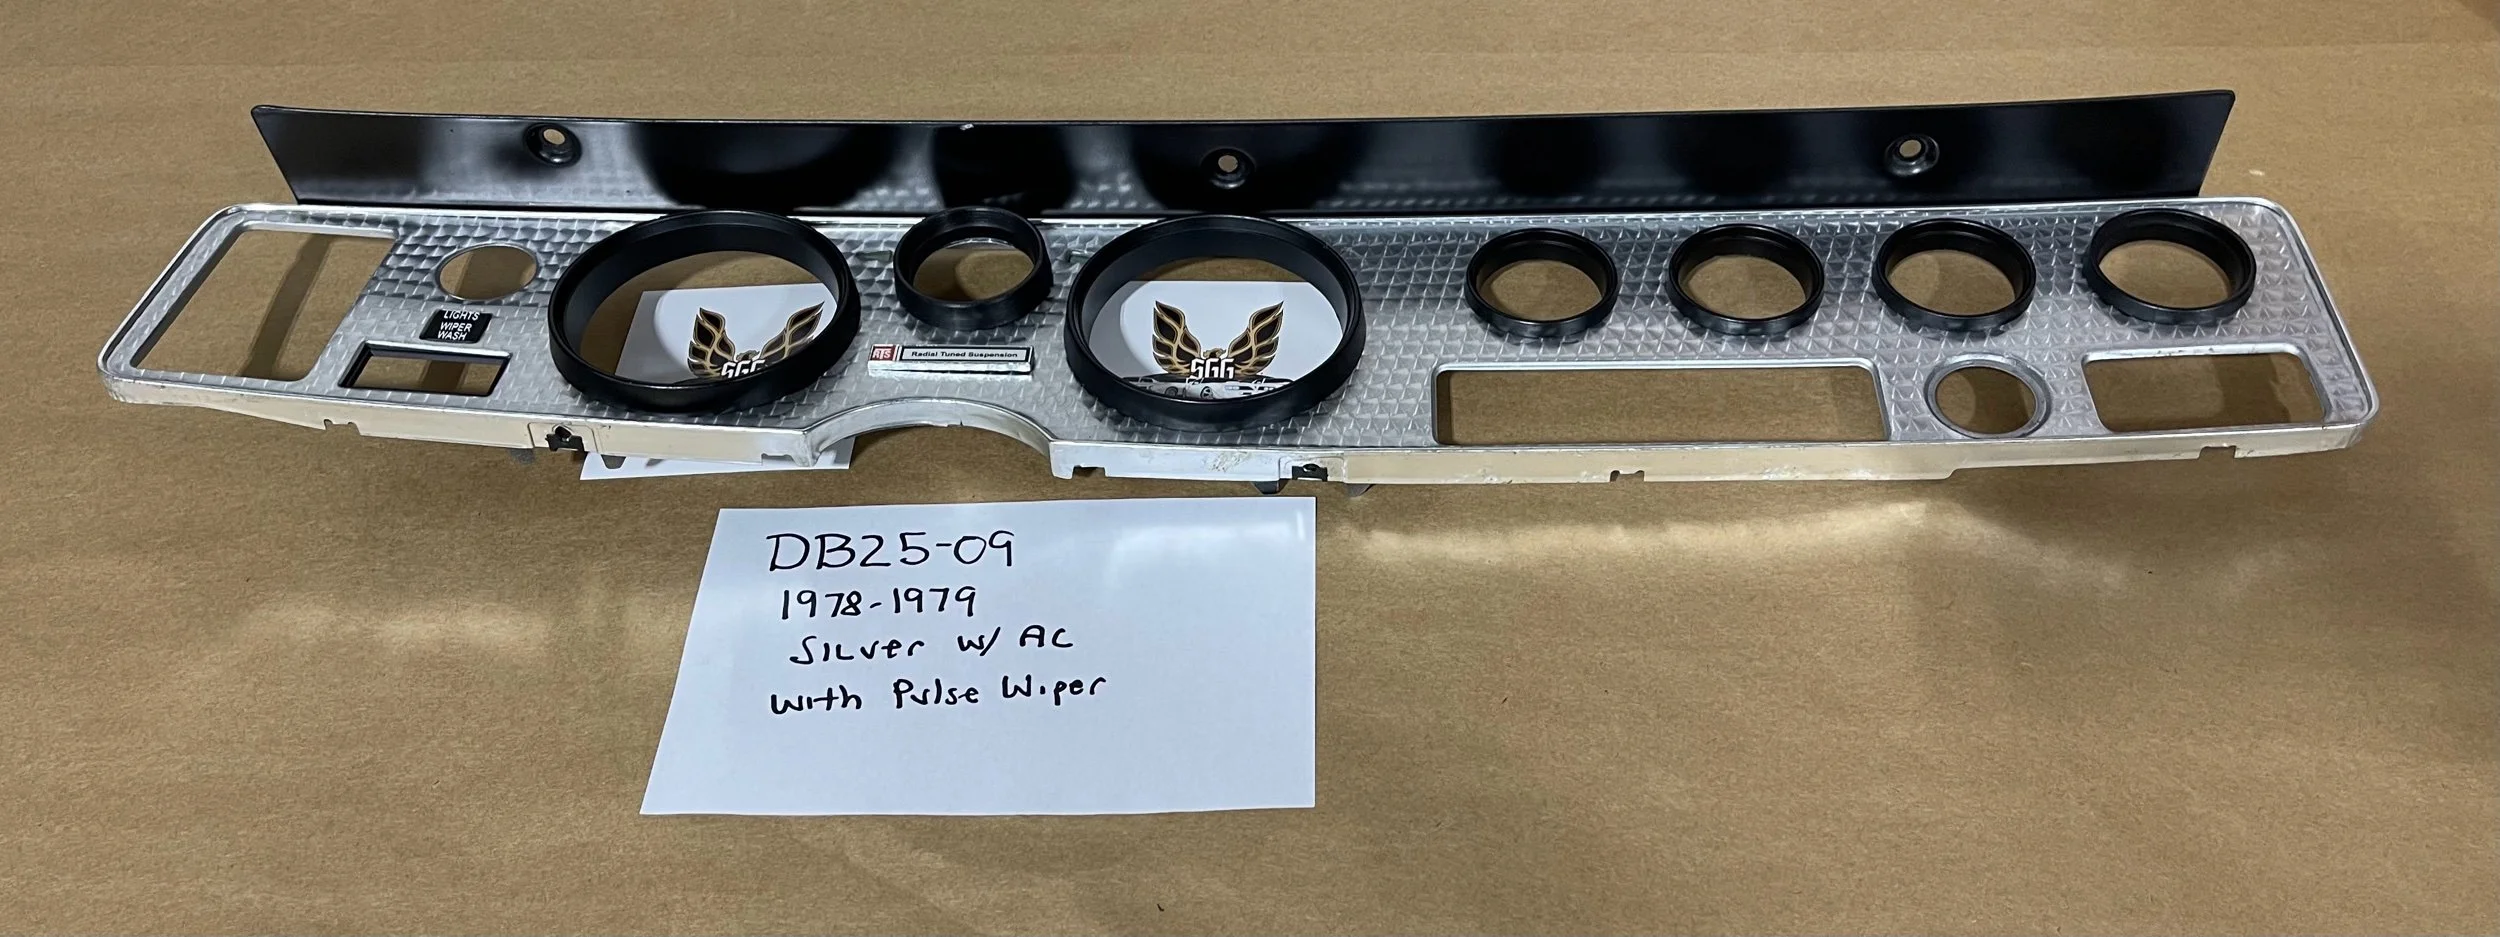 LIGHTS
WIPER
WASH
RTS Radial Tuned Suspension
SGG
SGG
DB25-09
1978-1979
Silver w/ AC
With Pulse Wiper